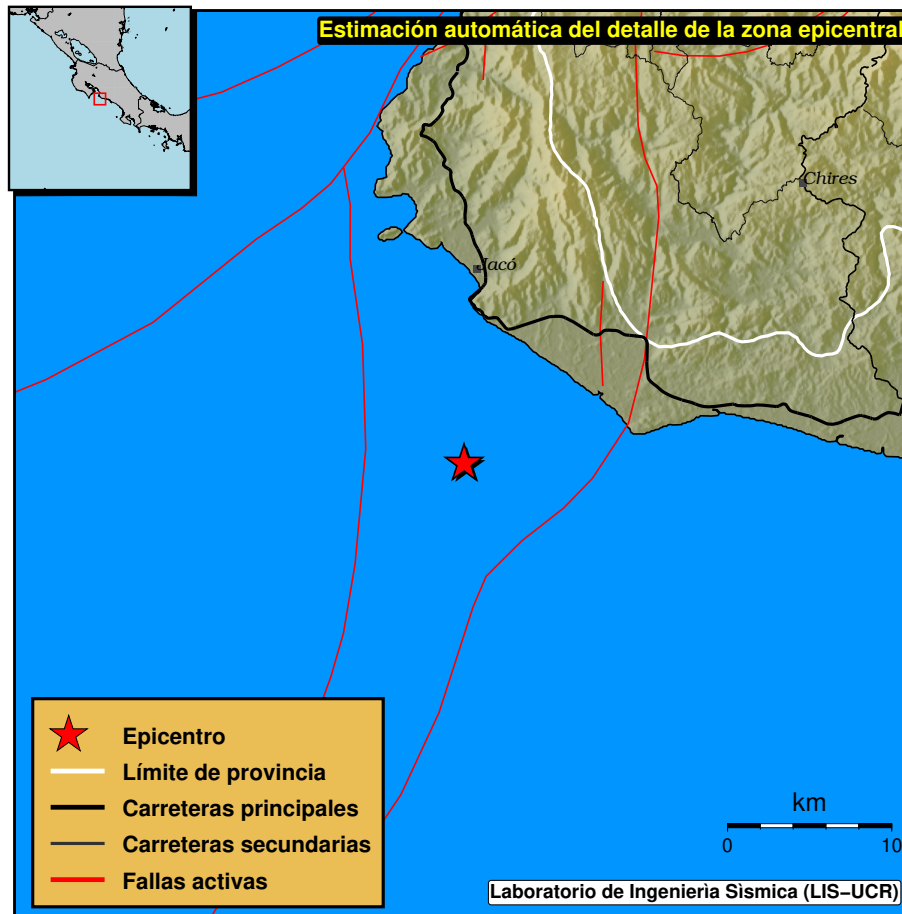 Estimación automática del detalle de la zona epicentral
Chires
Jacó
Epicentro
Límite de provincia
Carreteras principales
Carreteras secundarias
Fallas activas
km
0 10
Laboratorio de Ingenierìa Sìsmica (LIS−UCR)